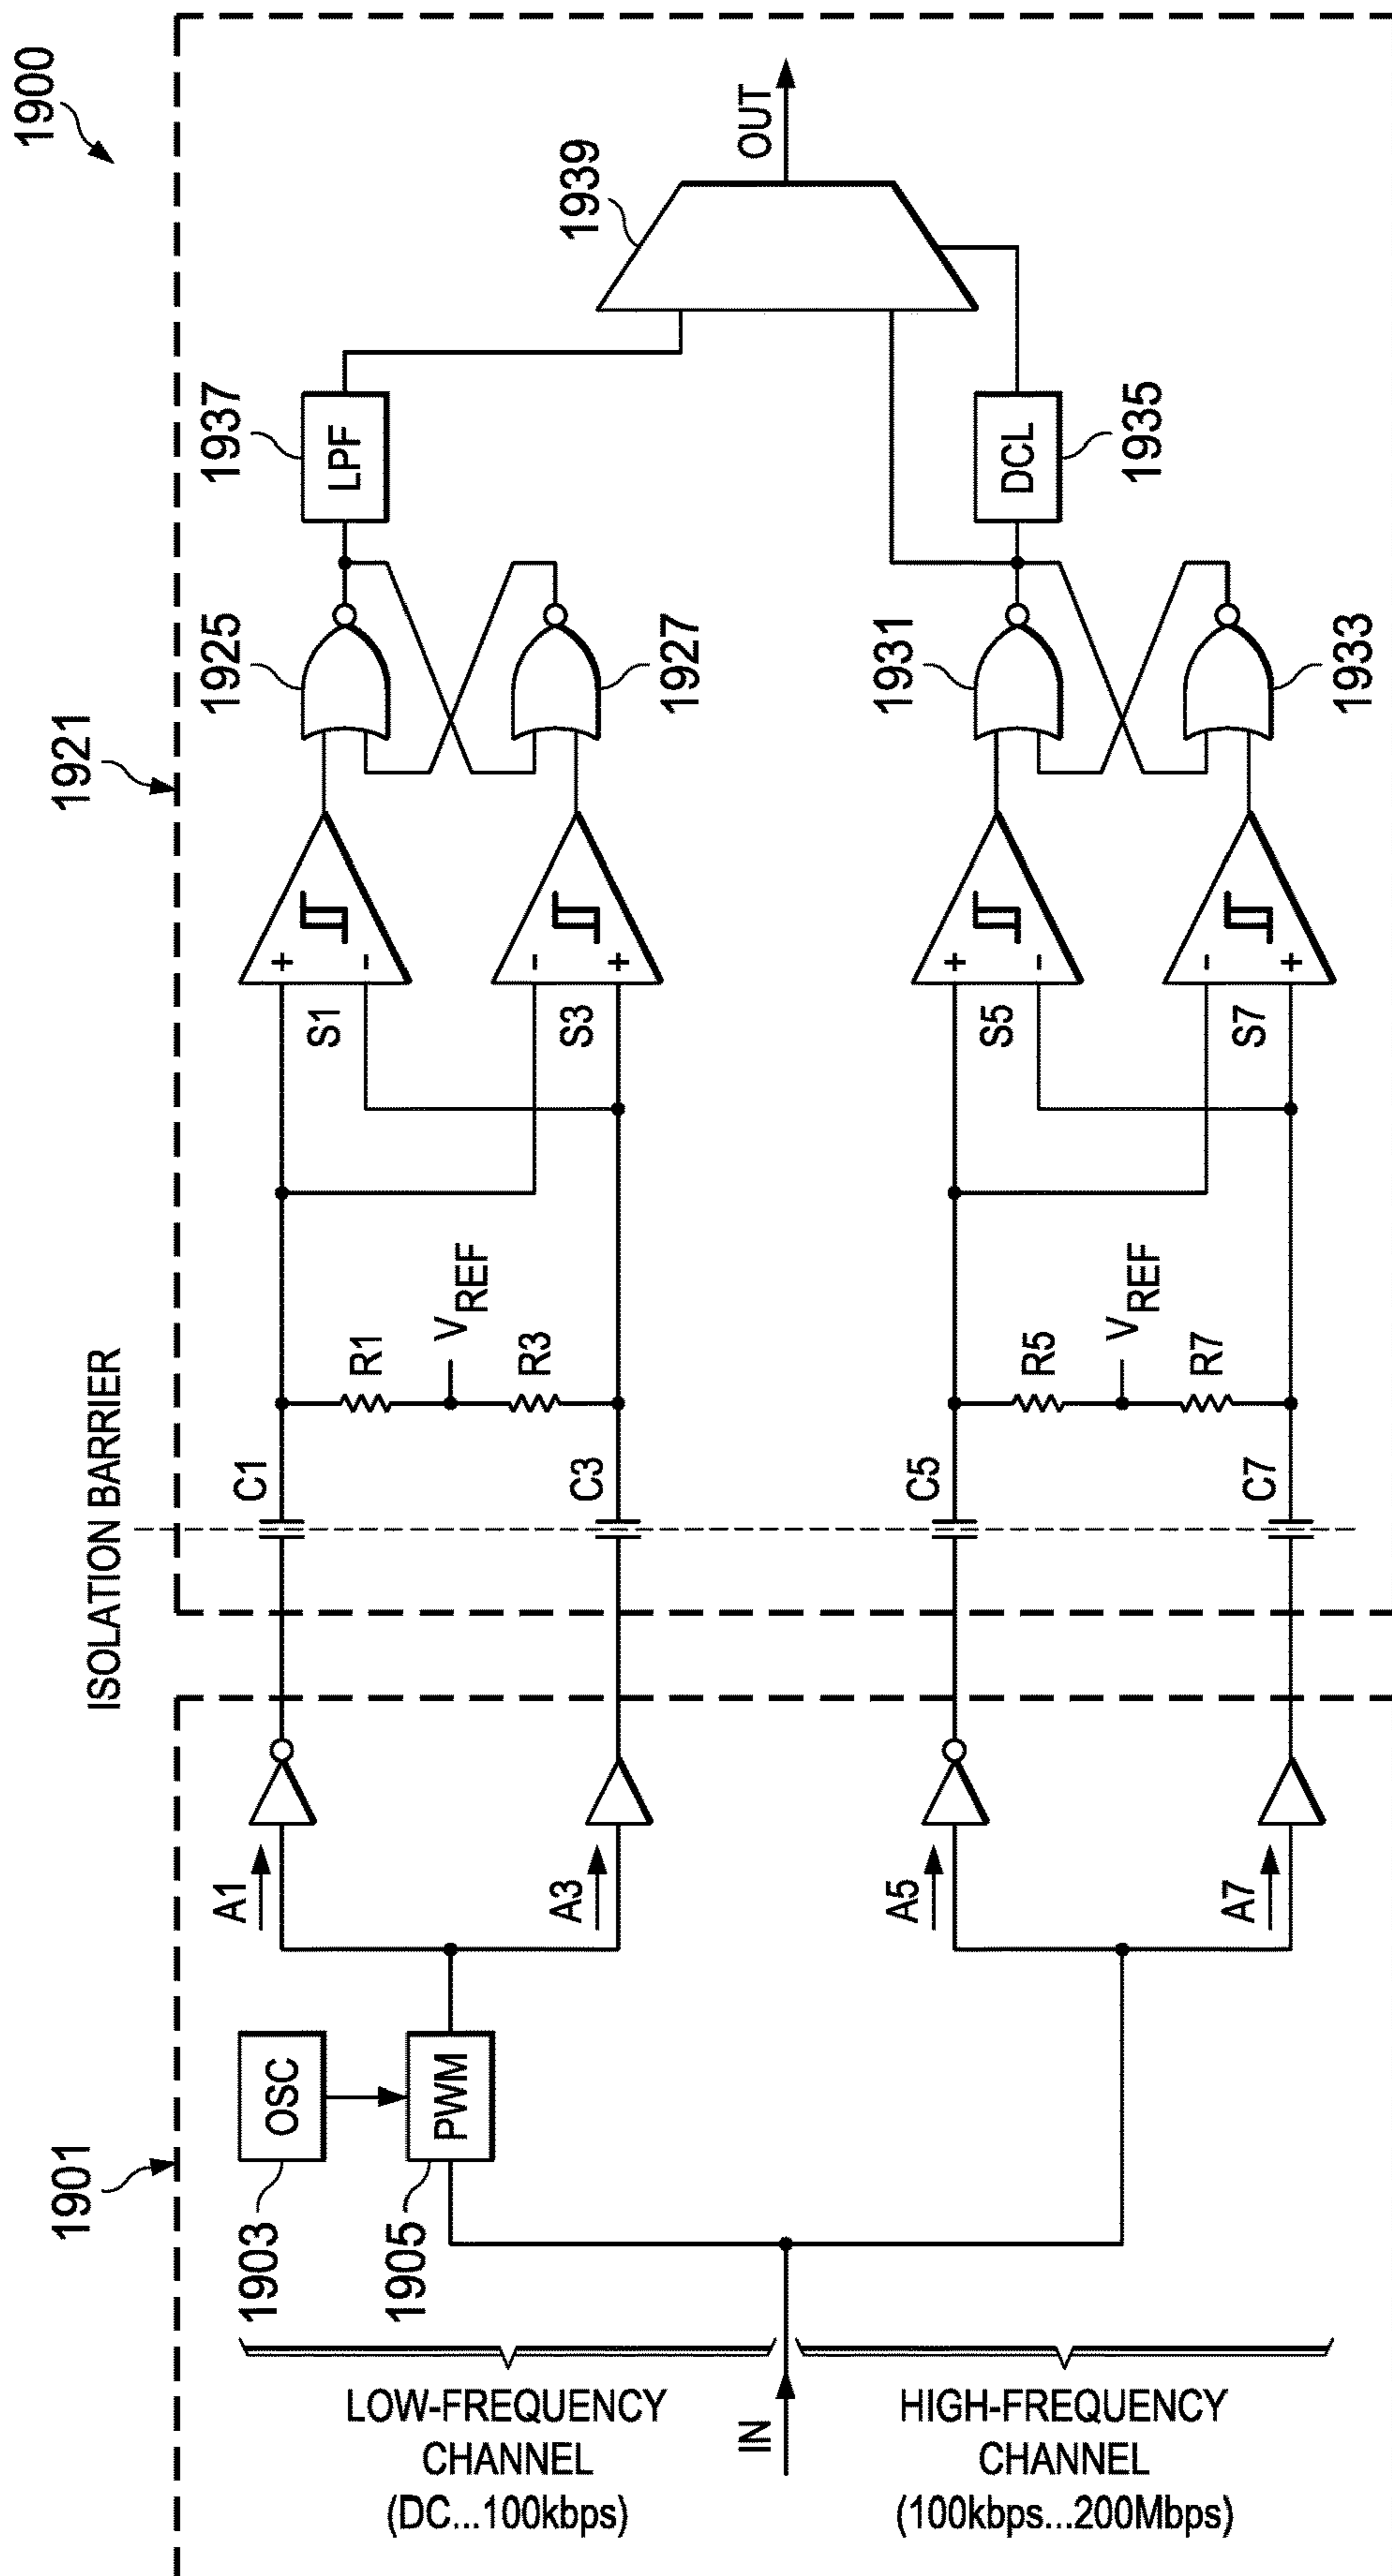 1900
1901
1921
ISOLATION BARRIER
1903
OSC
1905
PWM
A1
A3
C1
C3
R1
VREF
R3
S1
+
-
S3
-
+
1925
1927
1937
LPF
1939
OUT
LOW-FREQUENCY
CHANNEL
(DC...100kbps)
IN
HIGH-FREQUENCY
CHANNEL
(100kbps...200Mbps)
A5
A7
C5
C7
R5
VREF
R7
S5
+
-
S7
-
+
1931
1933
DCL
1935